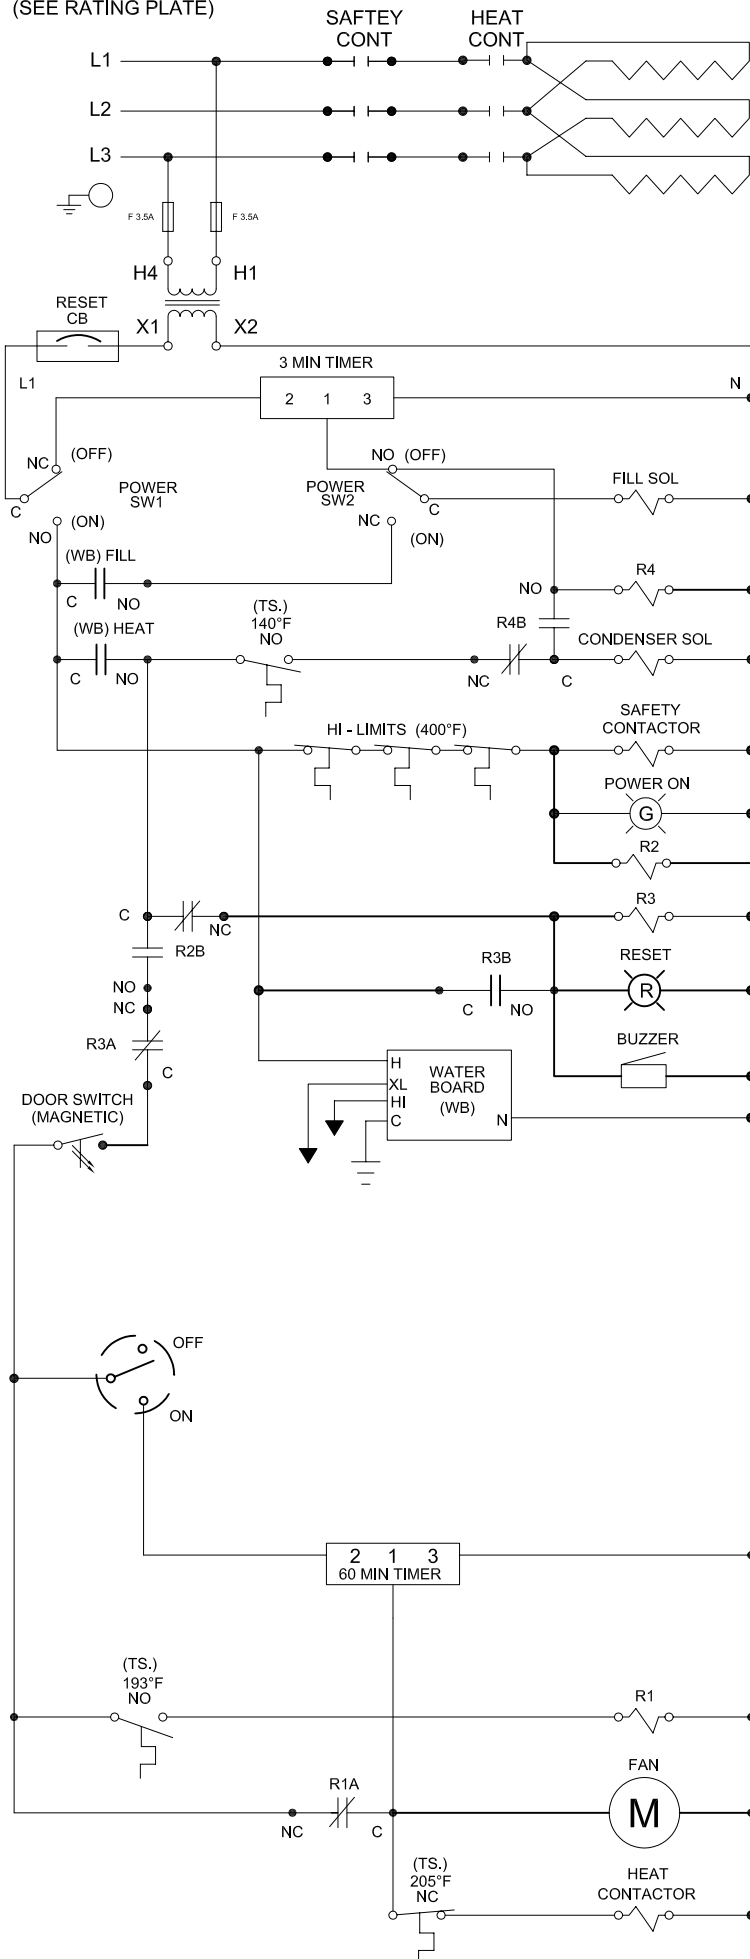 (SEE RATING PLATE)
SAFTEY
CONT
HEAT
CONT
L1
L2
L3
F 3.5A
F 3.5A
H4
H1
RESET
CB
X1
X2
3 MIN TIMER
L1
N
2 1 3
NC
(OFF)
NO (OFF)
POWER
SW1
POWER
SW2
FILL SOL
C
C
(ON)
NO
NC
(ON)
(WB) FILL
C
NO
R4
NO
(TS.)
140°F
NO
R4B
(WB) HEAT
CONDENSER SOL
C
NO
NC
C
SAFETY
CONTACTOR
HI - LIMITS (400°F)
POWER ON
G
R2
R3
C
NC
R2B
RESET
R3B
NO
R
C
NO
NC
R3A
BUZZER
C
H
XL
HI
C
WATER
BOARD
(WB)
N
DOOR SWITCH
(MAGNETIC)
OFF
ON
2 1 3
60 MIN TIMER
(TS.)
193°F
NO
R1
FAN
R1A
M
NC
C
(TS.)
205°F
NC
HEAT
CONTACTOR